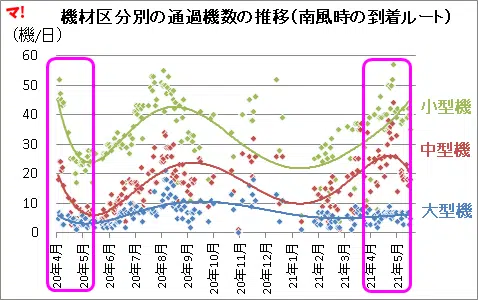 マ!
機材区分別の通過機数の推移(南風時の到着ルート)
(機/日)
60
50
40
30
20
10
0
小型機
中型機
大型機
20年4月
20年5月
20年6月
20年7月
20年8月
20年9月
20年10月
20年11月
20年12月
21年1月
21年2月
21年3月
21年4月
21年5月